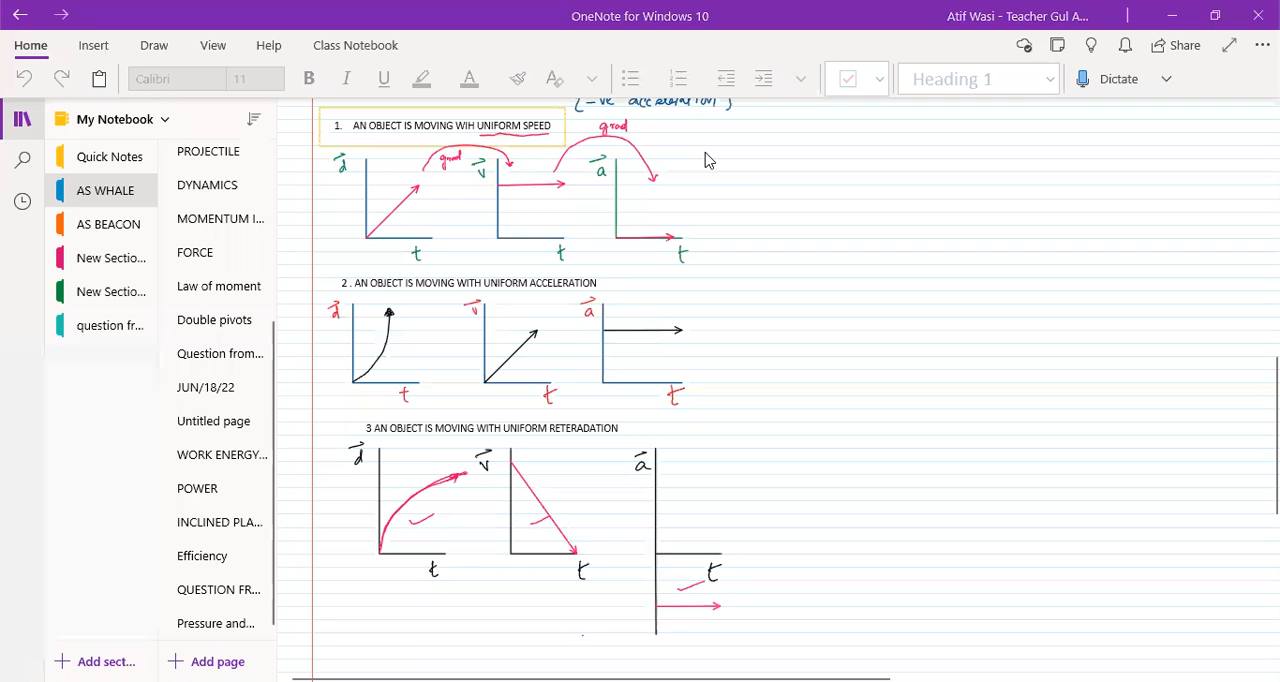 OneNote for Windows 10
Atif Wasi - Teacher Gul A...
Home Insert Draw View Help Class Notebook
Share
Calibri 11 B I U A Heading 1 Dictate
My Notebook
Quick Notes
AS WHALE
AS BEACON
New Sectio...
New Sectio...
question fr...
PROJECTILE
DYNAMICS
MOMENTUM I...
FORCE
Law of moment
Double pivots
Question from...
JUN/18/22
Untitled page
WORK ENERGY...
POWER
INCLINED PLA...
Efficiency
QUESTION FR...
Pressure and...
Add sect...
Add page
(-ve acceleration)
1. AN OBJECT IS MOVING WIH UNIFORM SPEED
grad
grad
d v a
t t t
2 . AN OBJECT IS MOVING WITH UNIFORM ACCELERATION
d v a
t t t
3 AN OBJECT IS MOVING WITH UNIFORM RETERADATION
d v a
t t t